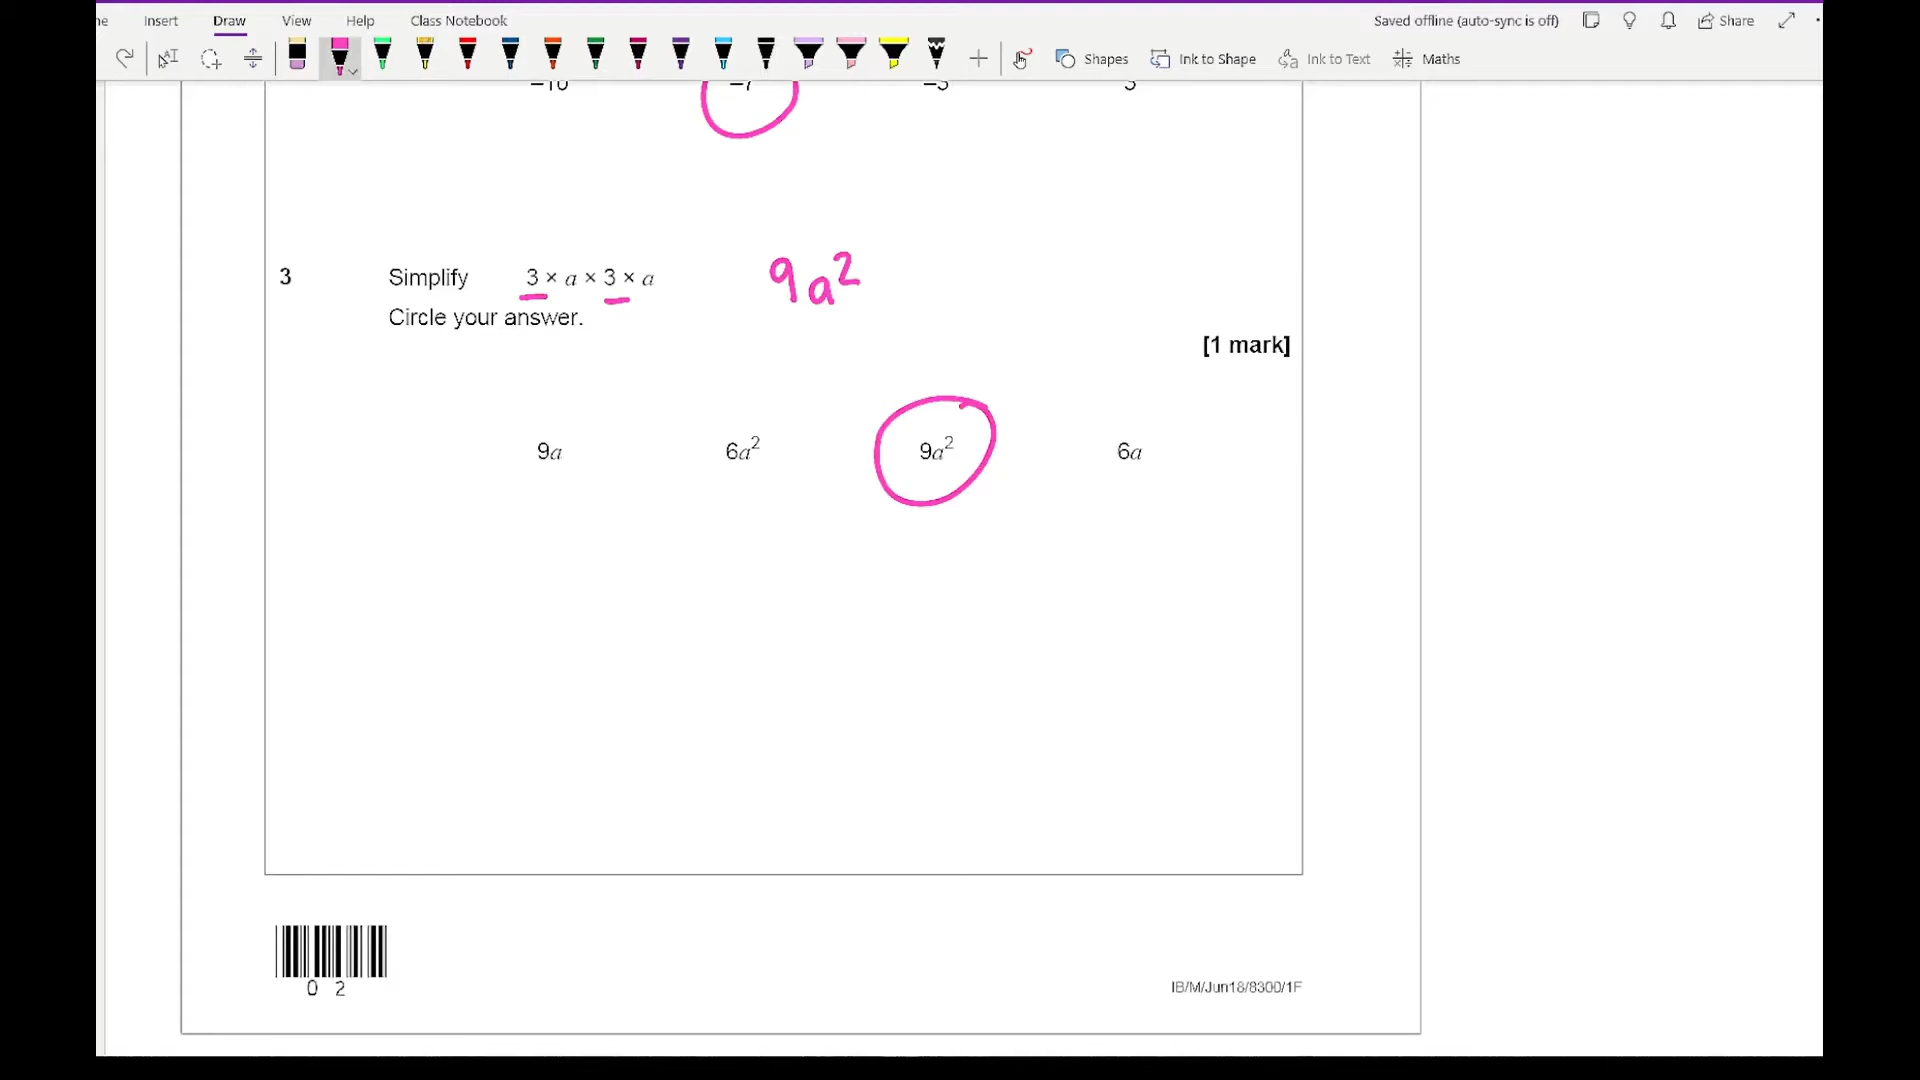 Insert Draw View Help Class Notebook Saved offline (auto-sync is off) Share
Shapes Ink to Shape Ink to Text Maths
3 Simplify 3 × a × 3 × a 9a²
Circle your answer.
[1 mark]
9a 6a² 9a² 6a
0 2
IB/M/Jun18/8300/1F